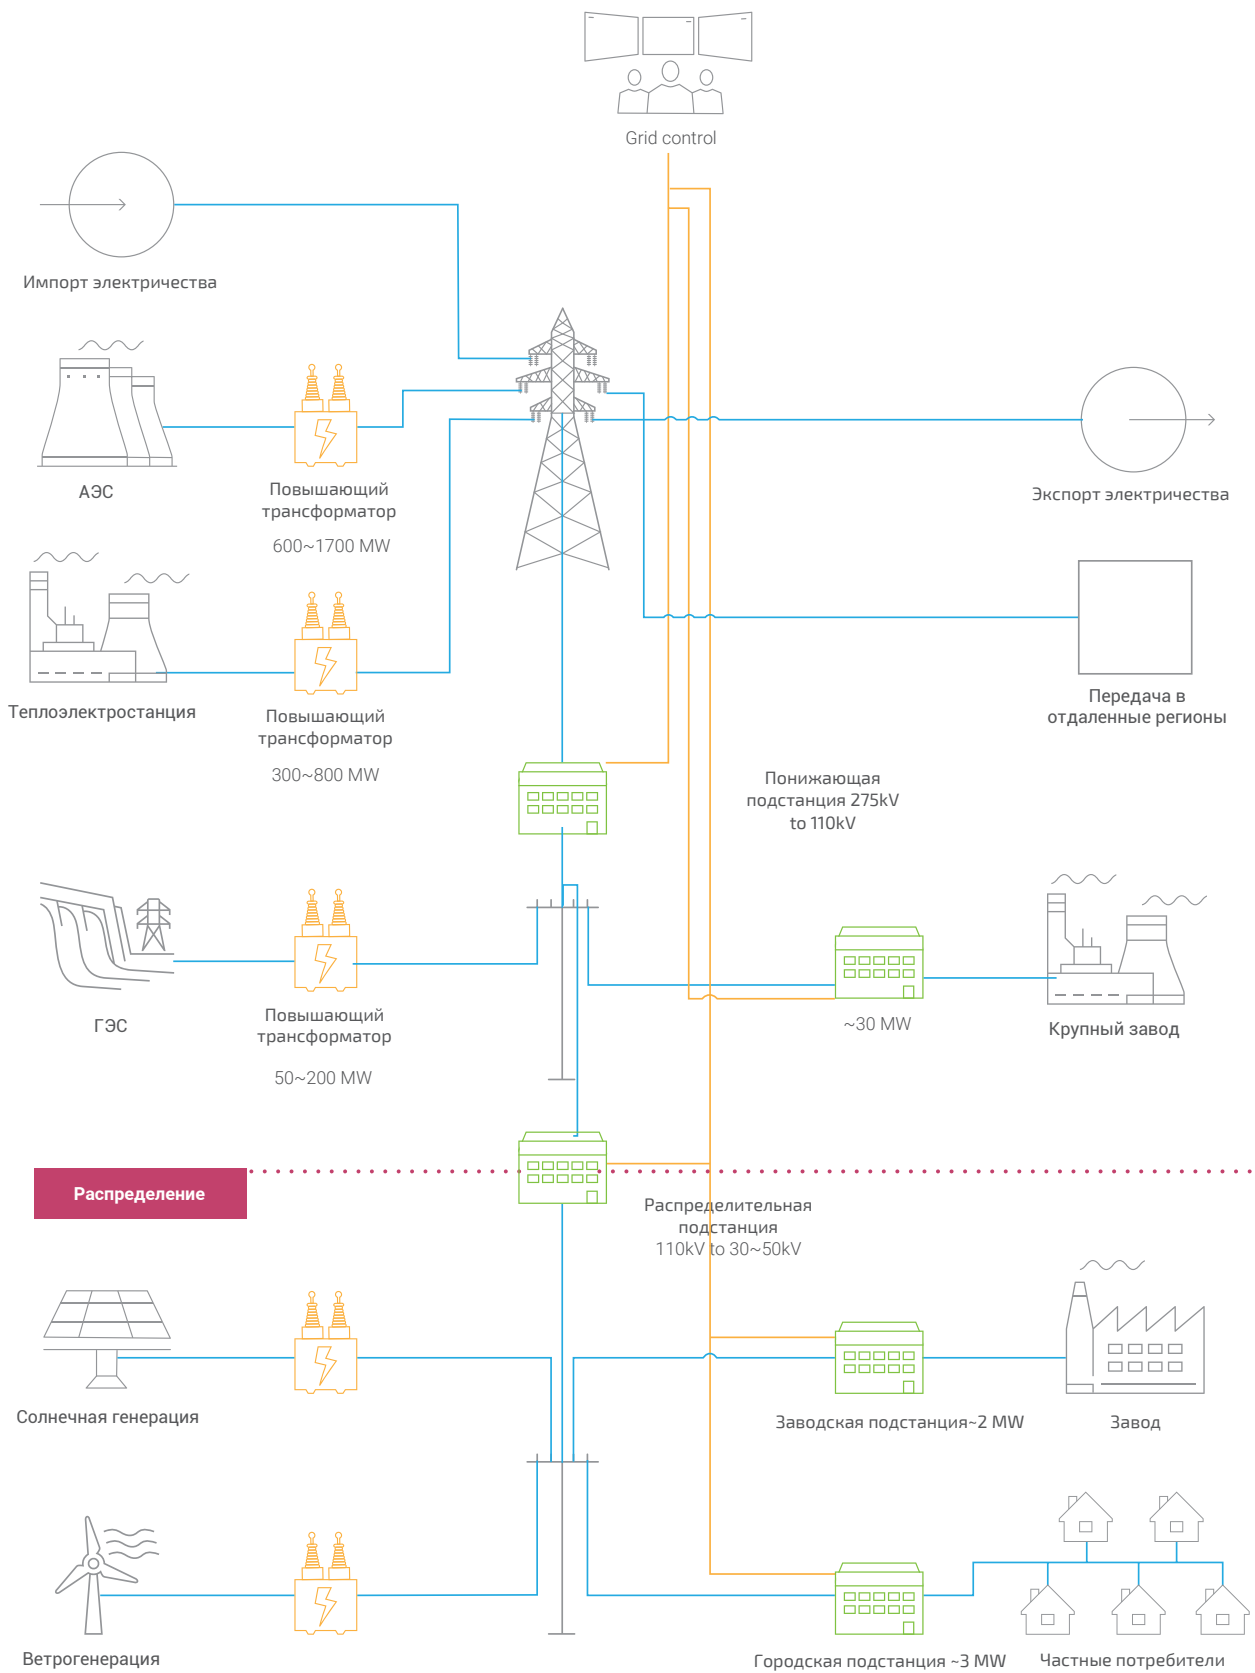 Grid control
Импорт электричества
АЭС
Повышающий
трансформатор
600~1700 MW
Экспорт электричества
Теплоэлектростанция
Повышающий
трансформатор
300~800 MW
Передача в
отдаленные регионы
Понижающая
подстанция 275kV
to 110kV
ГЭС
Повышающий
трансформатор
50~200 MW
~30 MW
Крупный завод
Распределение
Распределительная
подстанция
110kV to 30~50kV
Солнечная генерация
Заводская подстанция~2 MW
Завод
Ветрогенерация
Городская подстанция ~3 MW
Частные потребители